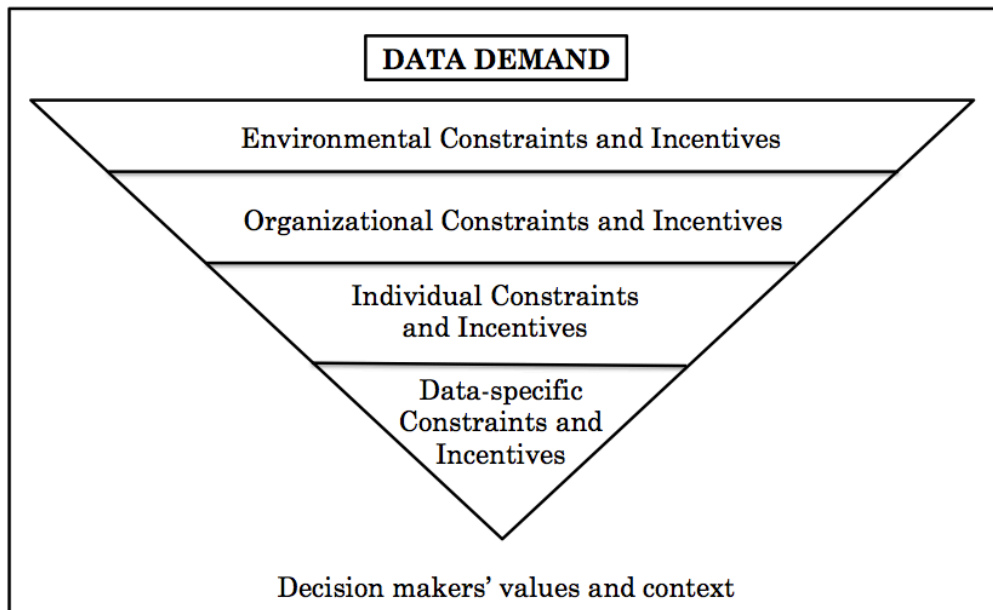 DATA DEMAND
Environmental Constraints and Incentives
Organizational Constraints and Incentives
Individual Constraints
and Incentives
Data-specific
Constraints and
Incentives
Decision makers’ values and context